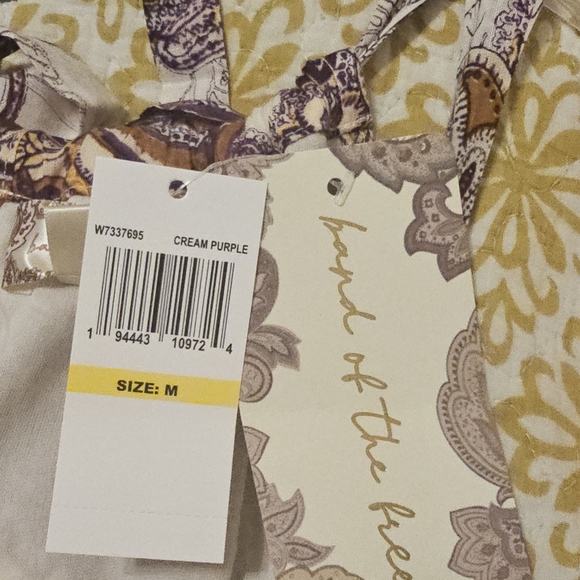 W7337695 CREAM PURPLE
1 94443 10972 4
SIZE: M
band of the free